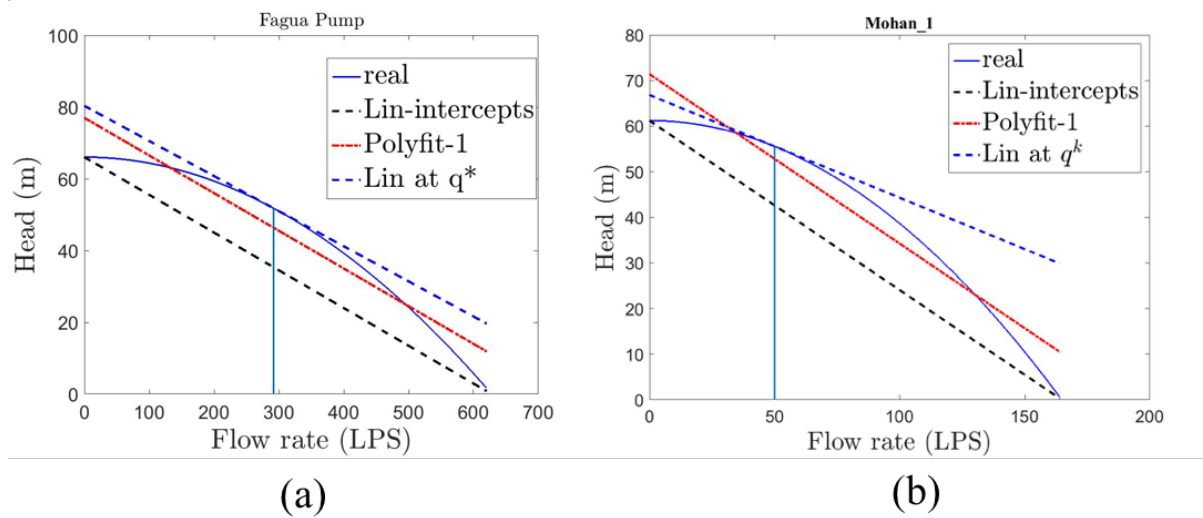 Fagua Pump
100
80
60
40
20
0
Head (m)
real
Lin-intercepts
Polyfit-1
Lin at q*
0 100 200 300 400 500 600 700
Flow rate (LPS)
(a)
Mohan_1
80
70
60
50
40
30
20
10
0
Head (m)
real
Lin-intercepts
Polyfit-1
Lin at q^k
0 50 100 150 200
Flow rate (LPS)
(b)